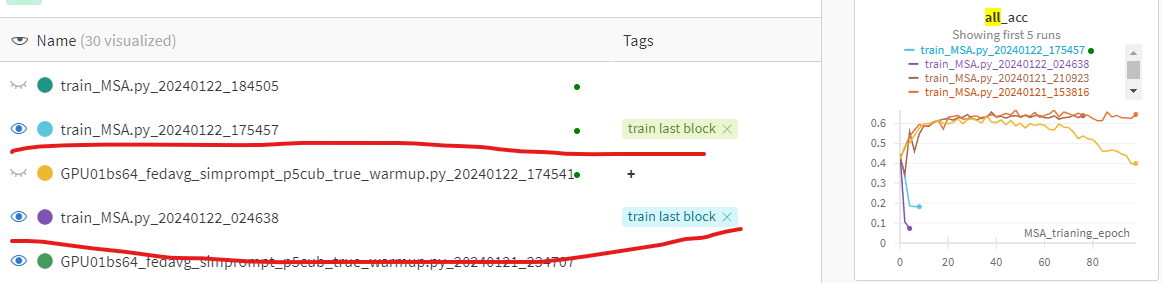 Name (30 visualized)
Tags
train_MSA.py_20240122_184505
train_MSA.py_20240122_175457
train last block ×
GPU01bs64_fedavg_simprompt_p5cub_true_warmup.py_20240122_174541
+
train_MSA.py_20240122_024638
train last block ×
GPU01bs64_fedavg_simprompt_p5cub_true_warmup.py_20240121_234707
all_acc
Showing first 5 runs
train_MSA.py_20240122_175457
train_MSA.py_20240122_024638
train_MSA.py_20240121_210923
train_MSA.py_20240121_153816
0.6
0.5
0.4
0.3
0.2
0.1
0
MSA_trianing_epoch
0 20 40 60 80